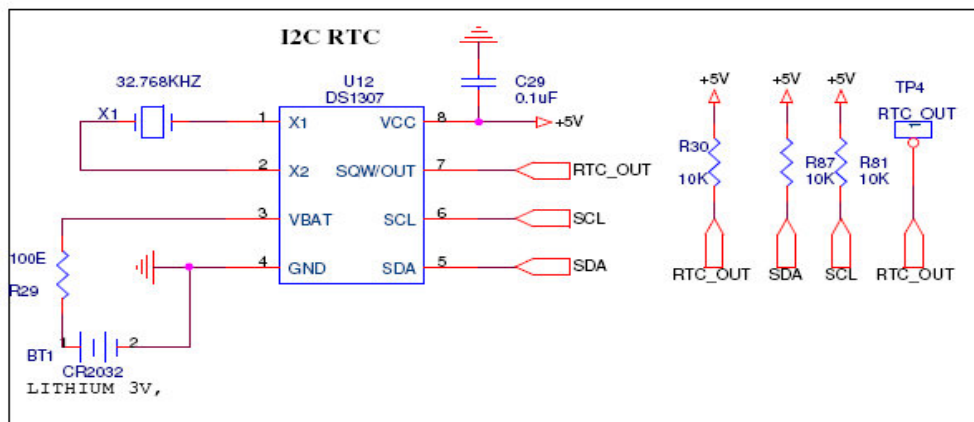 I2C RTC
32.768KHZ
X1
U12
DS1307
C29
0.1uF
+5V
1
X1
2
X2
3
VBAT
4
GND
VCC
8
SQW/OUT
7
SCL
6
SDA
5
RTC_OUT
SCL
SDA
100E
R29
BT1
1
2
CR2032
LITHIUM 3V,
+5V
R30
10K
RTC_OUT
+5V
R87
10K
SDA
+5V
R81
10K
SCL
TP4
RTC_OUT
1
RTC_OUT